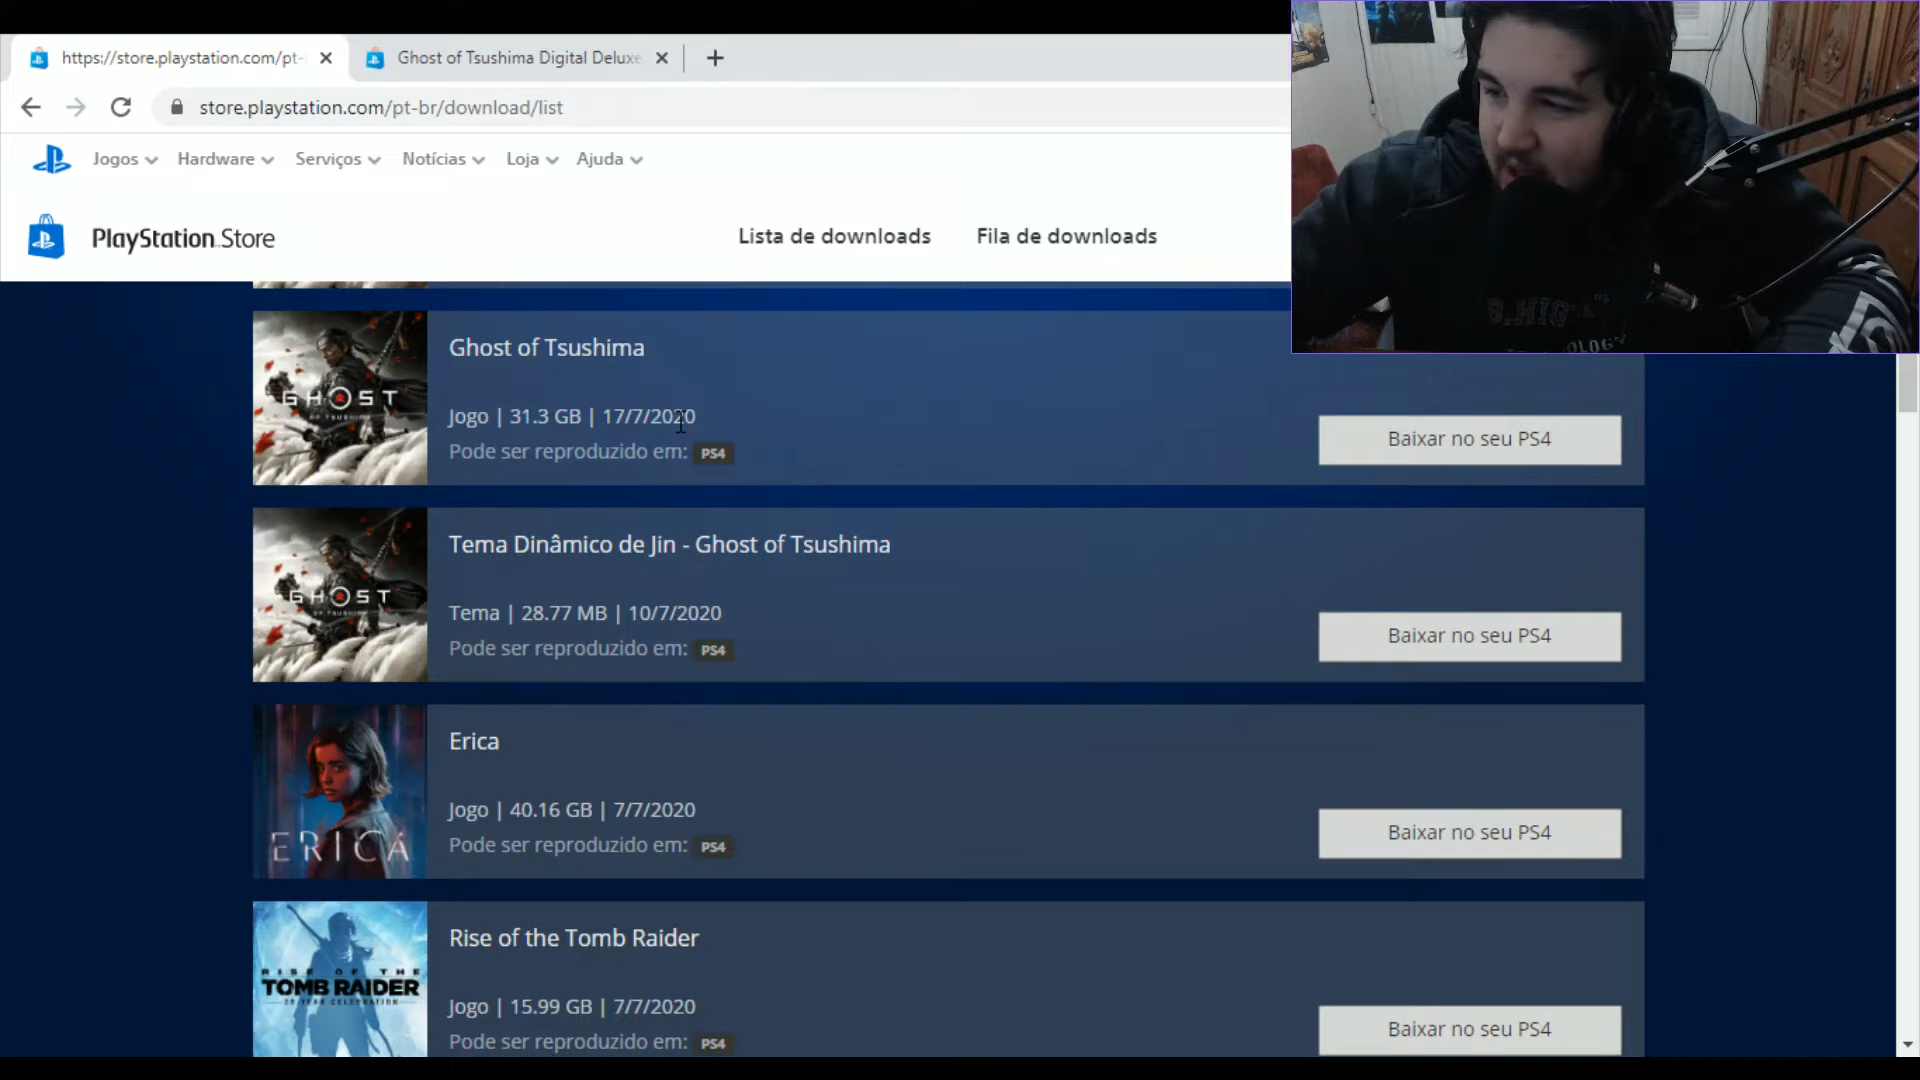 https://store.playstation.com/pt-
Ghost of Tsushima Digital Deluxe
store.playstation.com/pt-br/download/list
Jogos
Hardware
Serviços
Notícias
Loja
Ajuda
PlayStation Store
Lista de downloads
Fila de downloads
GHOST
Ghost of Tsushima
Jogo | 31.3 GB | 17/7/2020
Pode ser reproduzido em: PS4
Baixar no seu PS4
GHOST
Tema Dinâmico de Jin - Ghost of Tsushima
Tema | 28.77 MB | 10/7/2020
Pode ser reproduzido em: PS4
Baixar no seu PS4
ERICA
Erica
Jogo | 40.16 GB | 7/7/2020
Pode ser reproduzido em: PS4
Baixar no seu PS4
RISE OF THE
TOMB RAIDER
Rise of the Tomb Raider
Jogo | 15.99 GB | 7/7/2020
Pode ser reproduzido em: PS4
Baixar no seu PS4